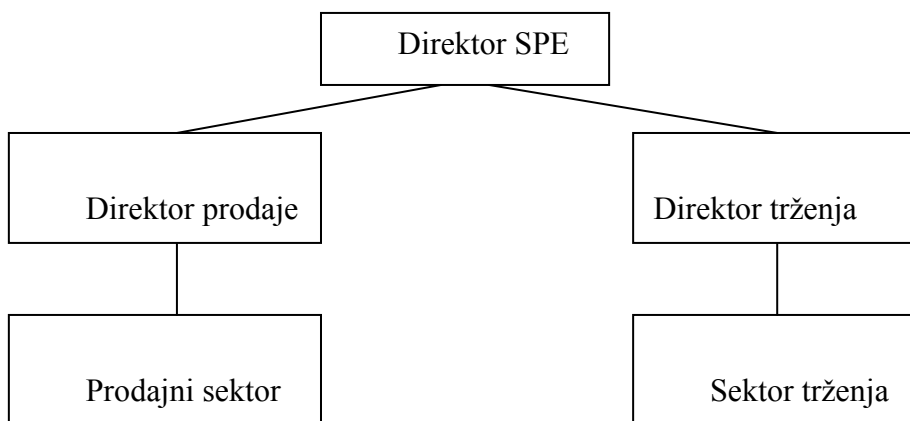 Direktor SPE
Direktor prodaje
Direktor trženja
Prodajni sektor
Sektor trženja